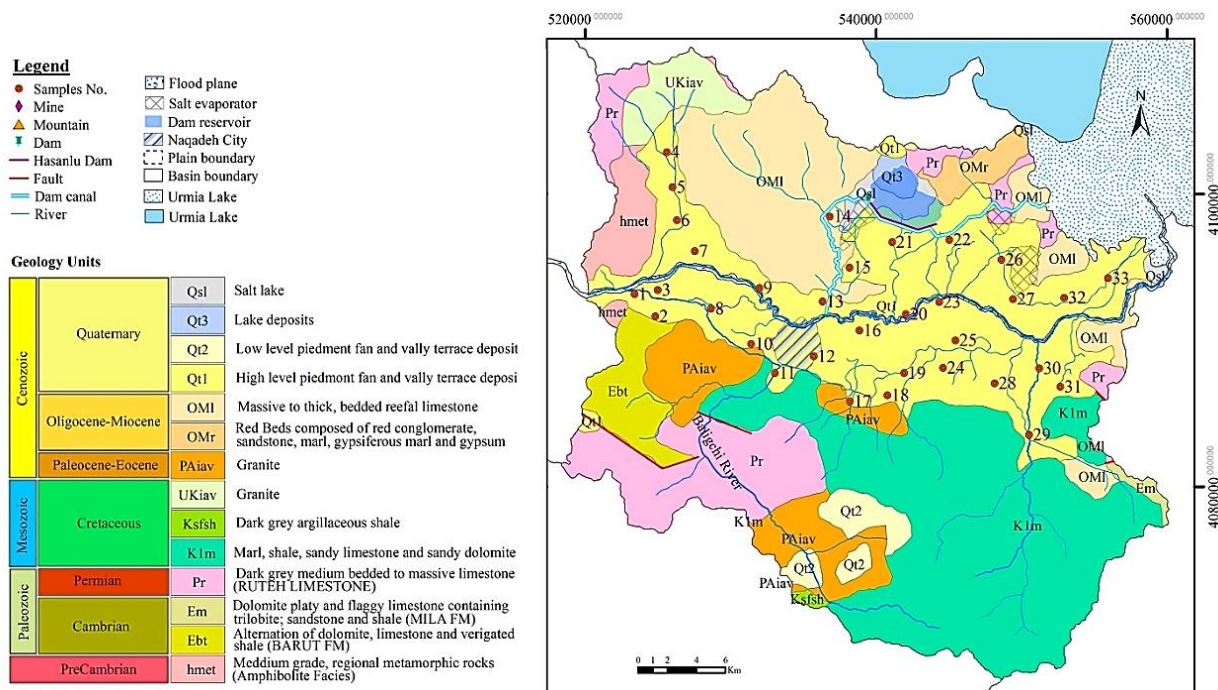 520000.000000
540000.000000
560000.000000
Legend
Samples No.
Mine
Mountain
Dam
Hasanlu Dam
Fault
Dam canal
River
Flood plane
Salt evaporator
Dam reservoir
Naqadeh City
Plain boundary
Basin boundary
Urmia Lake
Urmia Lake
Geology Units
Cenozoic
Quaternary
Qsl Salt lake
Qt3 Lake deposits
Qt2 Low level piedment fan and vally terrace deposit
Qt1 High level piedmont fan and vally terrace deposi
Oligocene-Miocene
OMl Massive to thick, bedded reefal limestone
OMr Red Beds composed of red conglomerate,
sandstone, marl, gypsiferous marl and gypsum
Paleocene-Eocene
PAiav Granite
Mesozoic
Cretaceous
UKiav Granite
Ksfsh Dark grey argillaceous shale
K1m Marl, shale, sandy limestone and sandy dolomite
Paleozoic
Permian
Pr Dark grey medium bedded to massive limestone
(RUTEH LIMESTONE)
Cambrian
Em Dolomite platy and flaggy limestone containing
trilobite; sandstone and shale (MILA FM)
Ebt Alternation of dolomite, limestone and verigated
shale (BARUT FM)
PreCambrian
hmet Meddium grade, regional metamorphic rocks
(Amphibolite Facies)
N
4100000.000000
4080000.000000
UKiav
Pr
4
5
6
7
hmet
OMl
Qt1
Qt3
Qsl
Pr
OMr
Qsl
Pr
OMl
Pr
OMl
14
15
21
22
26
27
32
33
Qsl
1
2
3
8
9
13
Qt1
20
23
16
hmet
10
11
12
25
24
19
18
17
28
30
31
29
OMl
Pr
Ebt
PAiav
PAiav
Qt1
Baligchi River
Pr
K1m
OMl
OMl
Em
K1m
PAiav
Qt2
Qt2
Qt2
PAiav
Ksfsh
K1m
0 1 2 4 6
Km